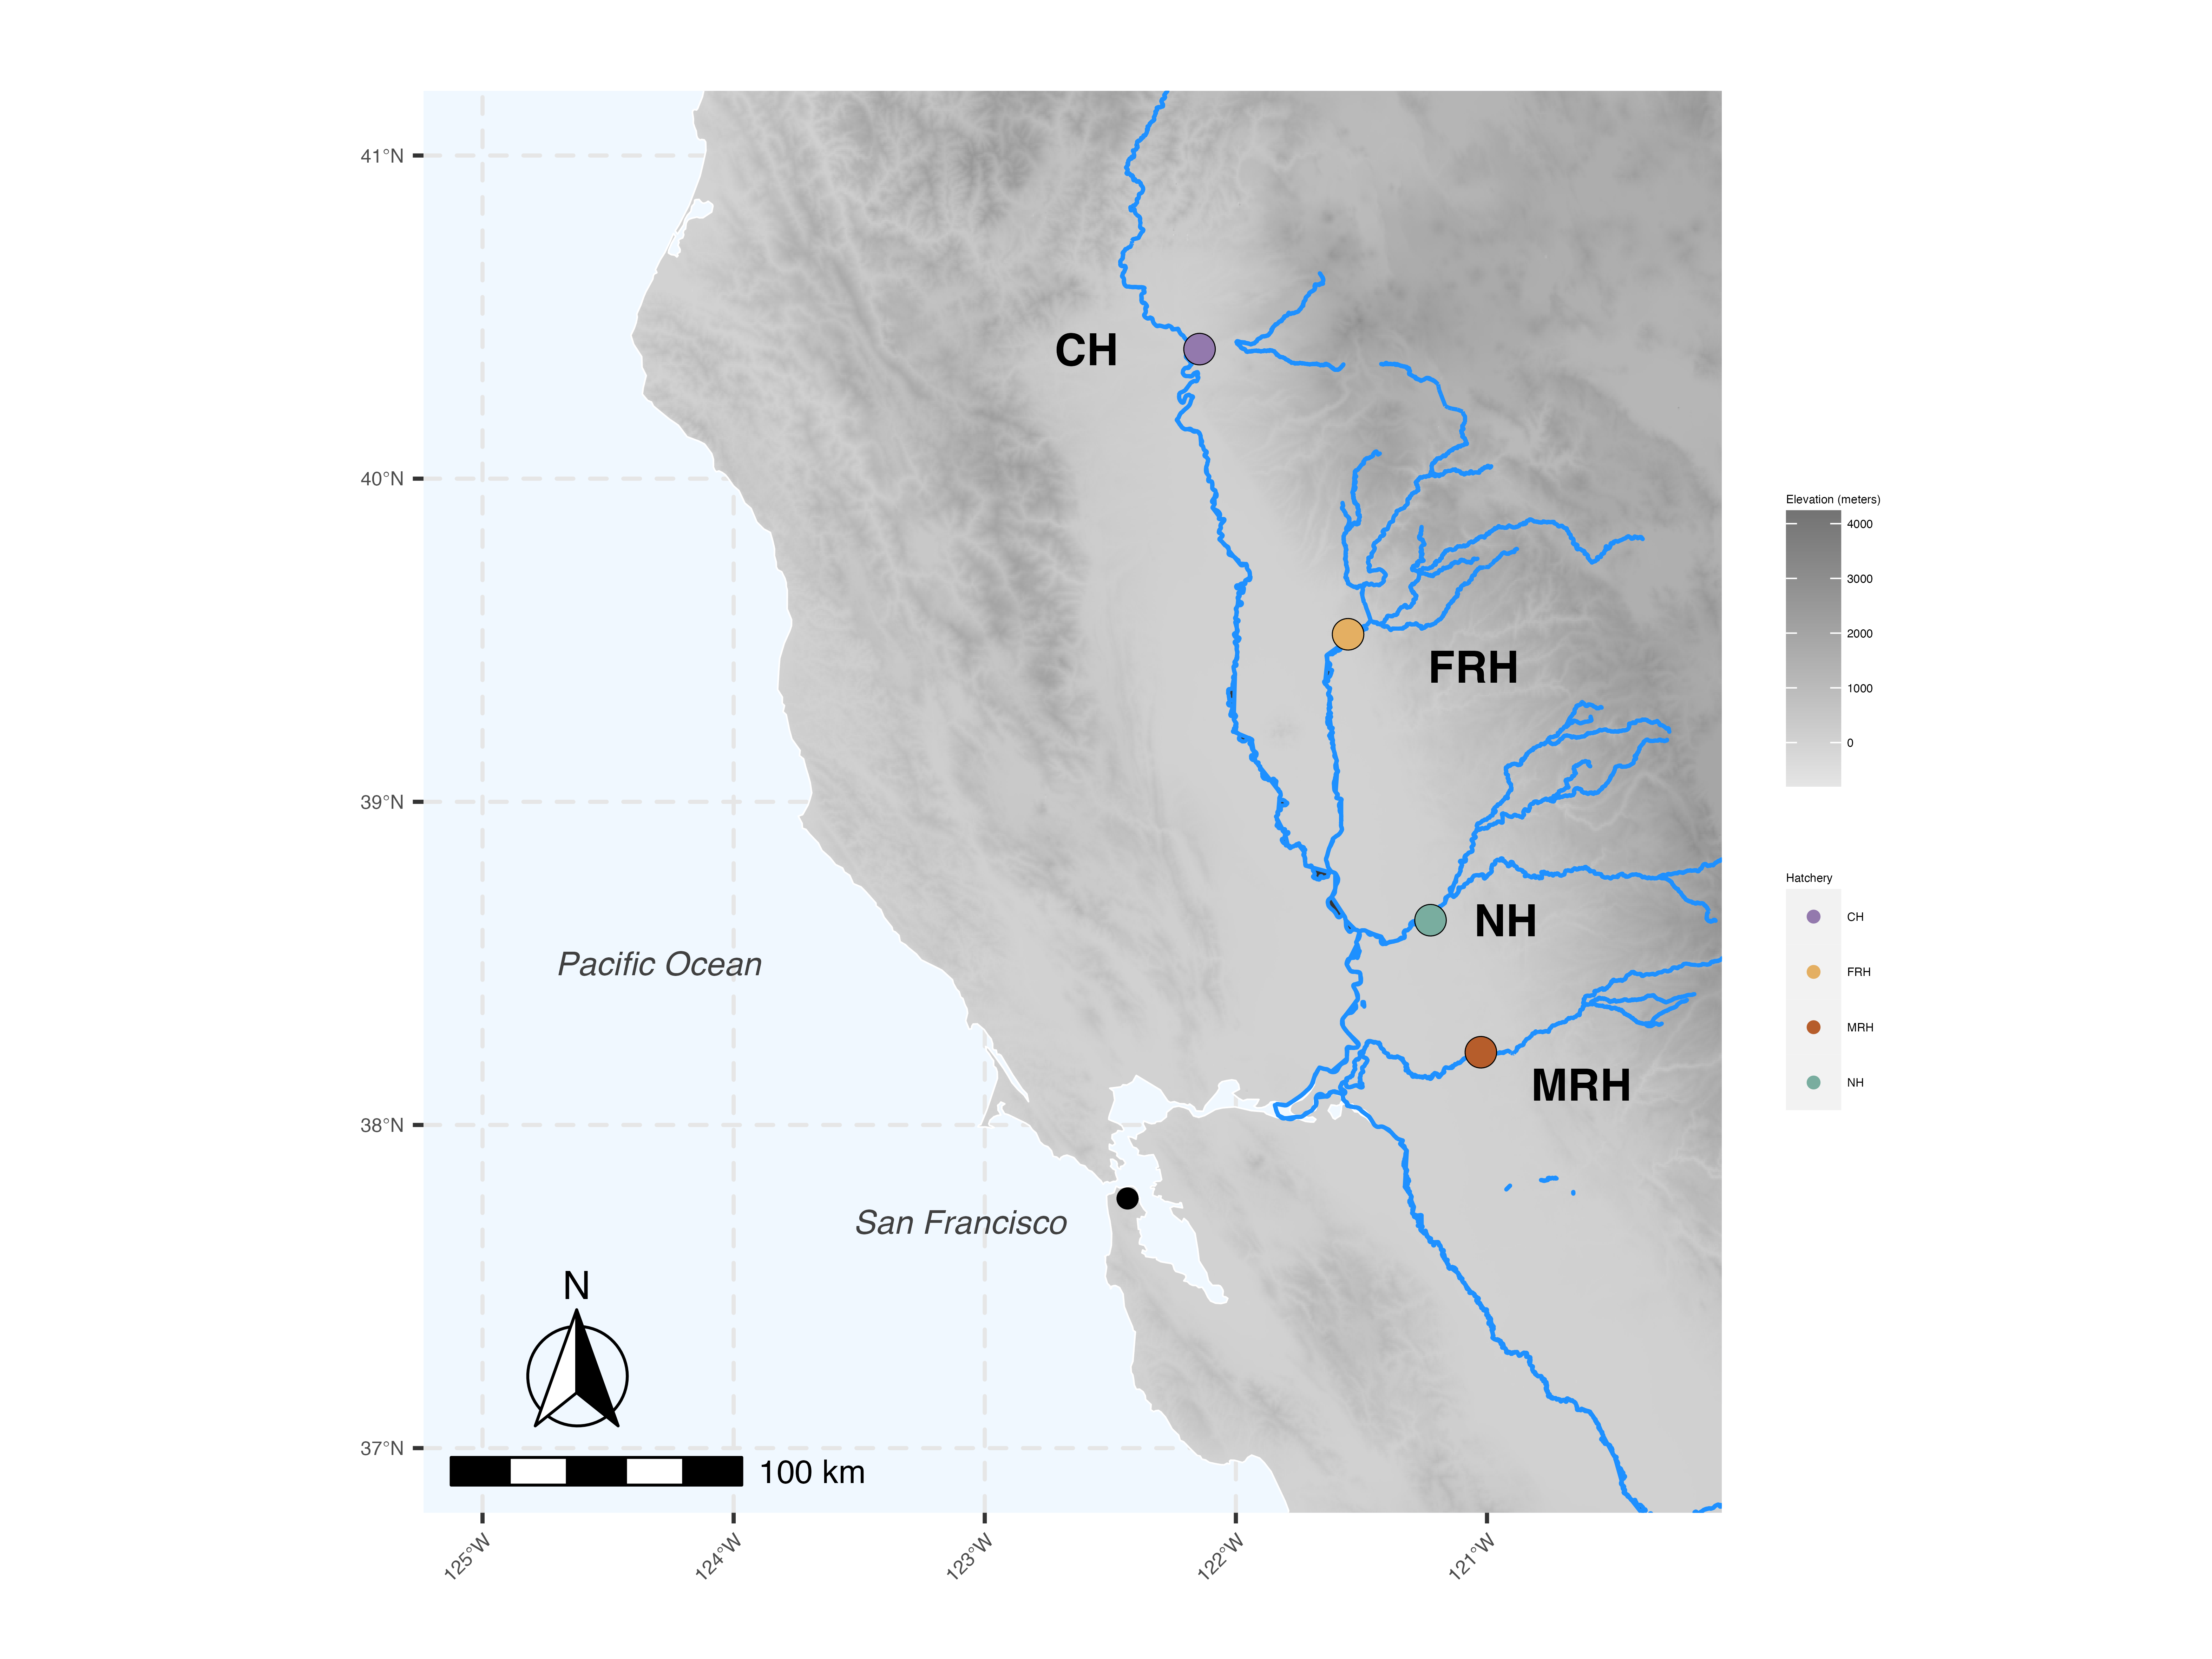 41°N
40°N
39°N
38°N
37°N
125°W
124°W
123°W
122°W
121°W
CH
FRH
NH
MRH
Pacific Ocean
San Francisco
N
100 km
Elevation (meters)
4000
3000
2000
1000
0
Hatchery
CH
FRH
MRH
NH